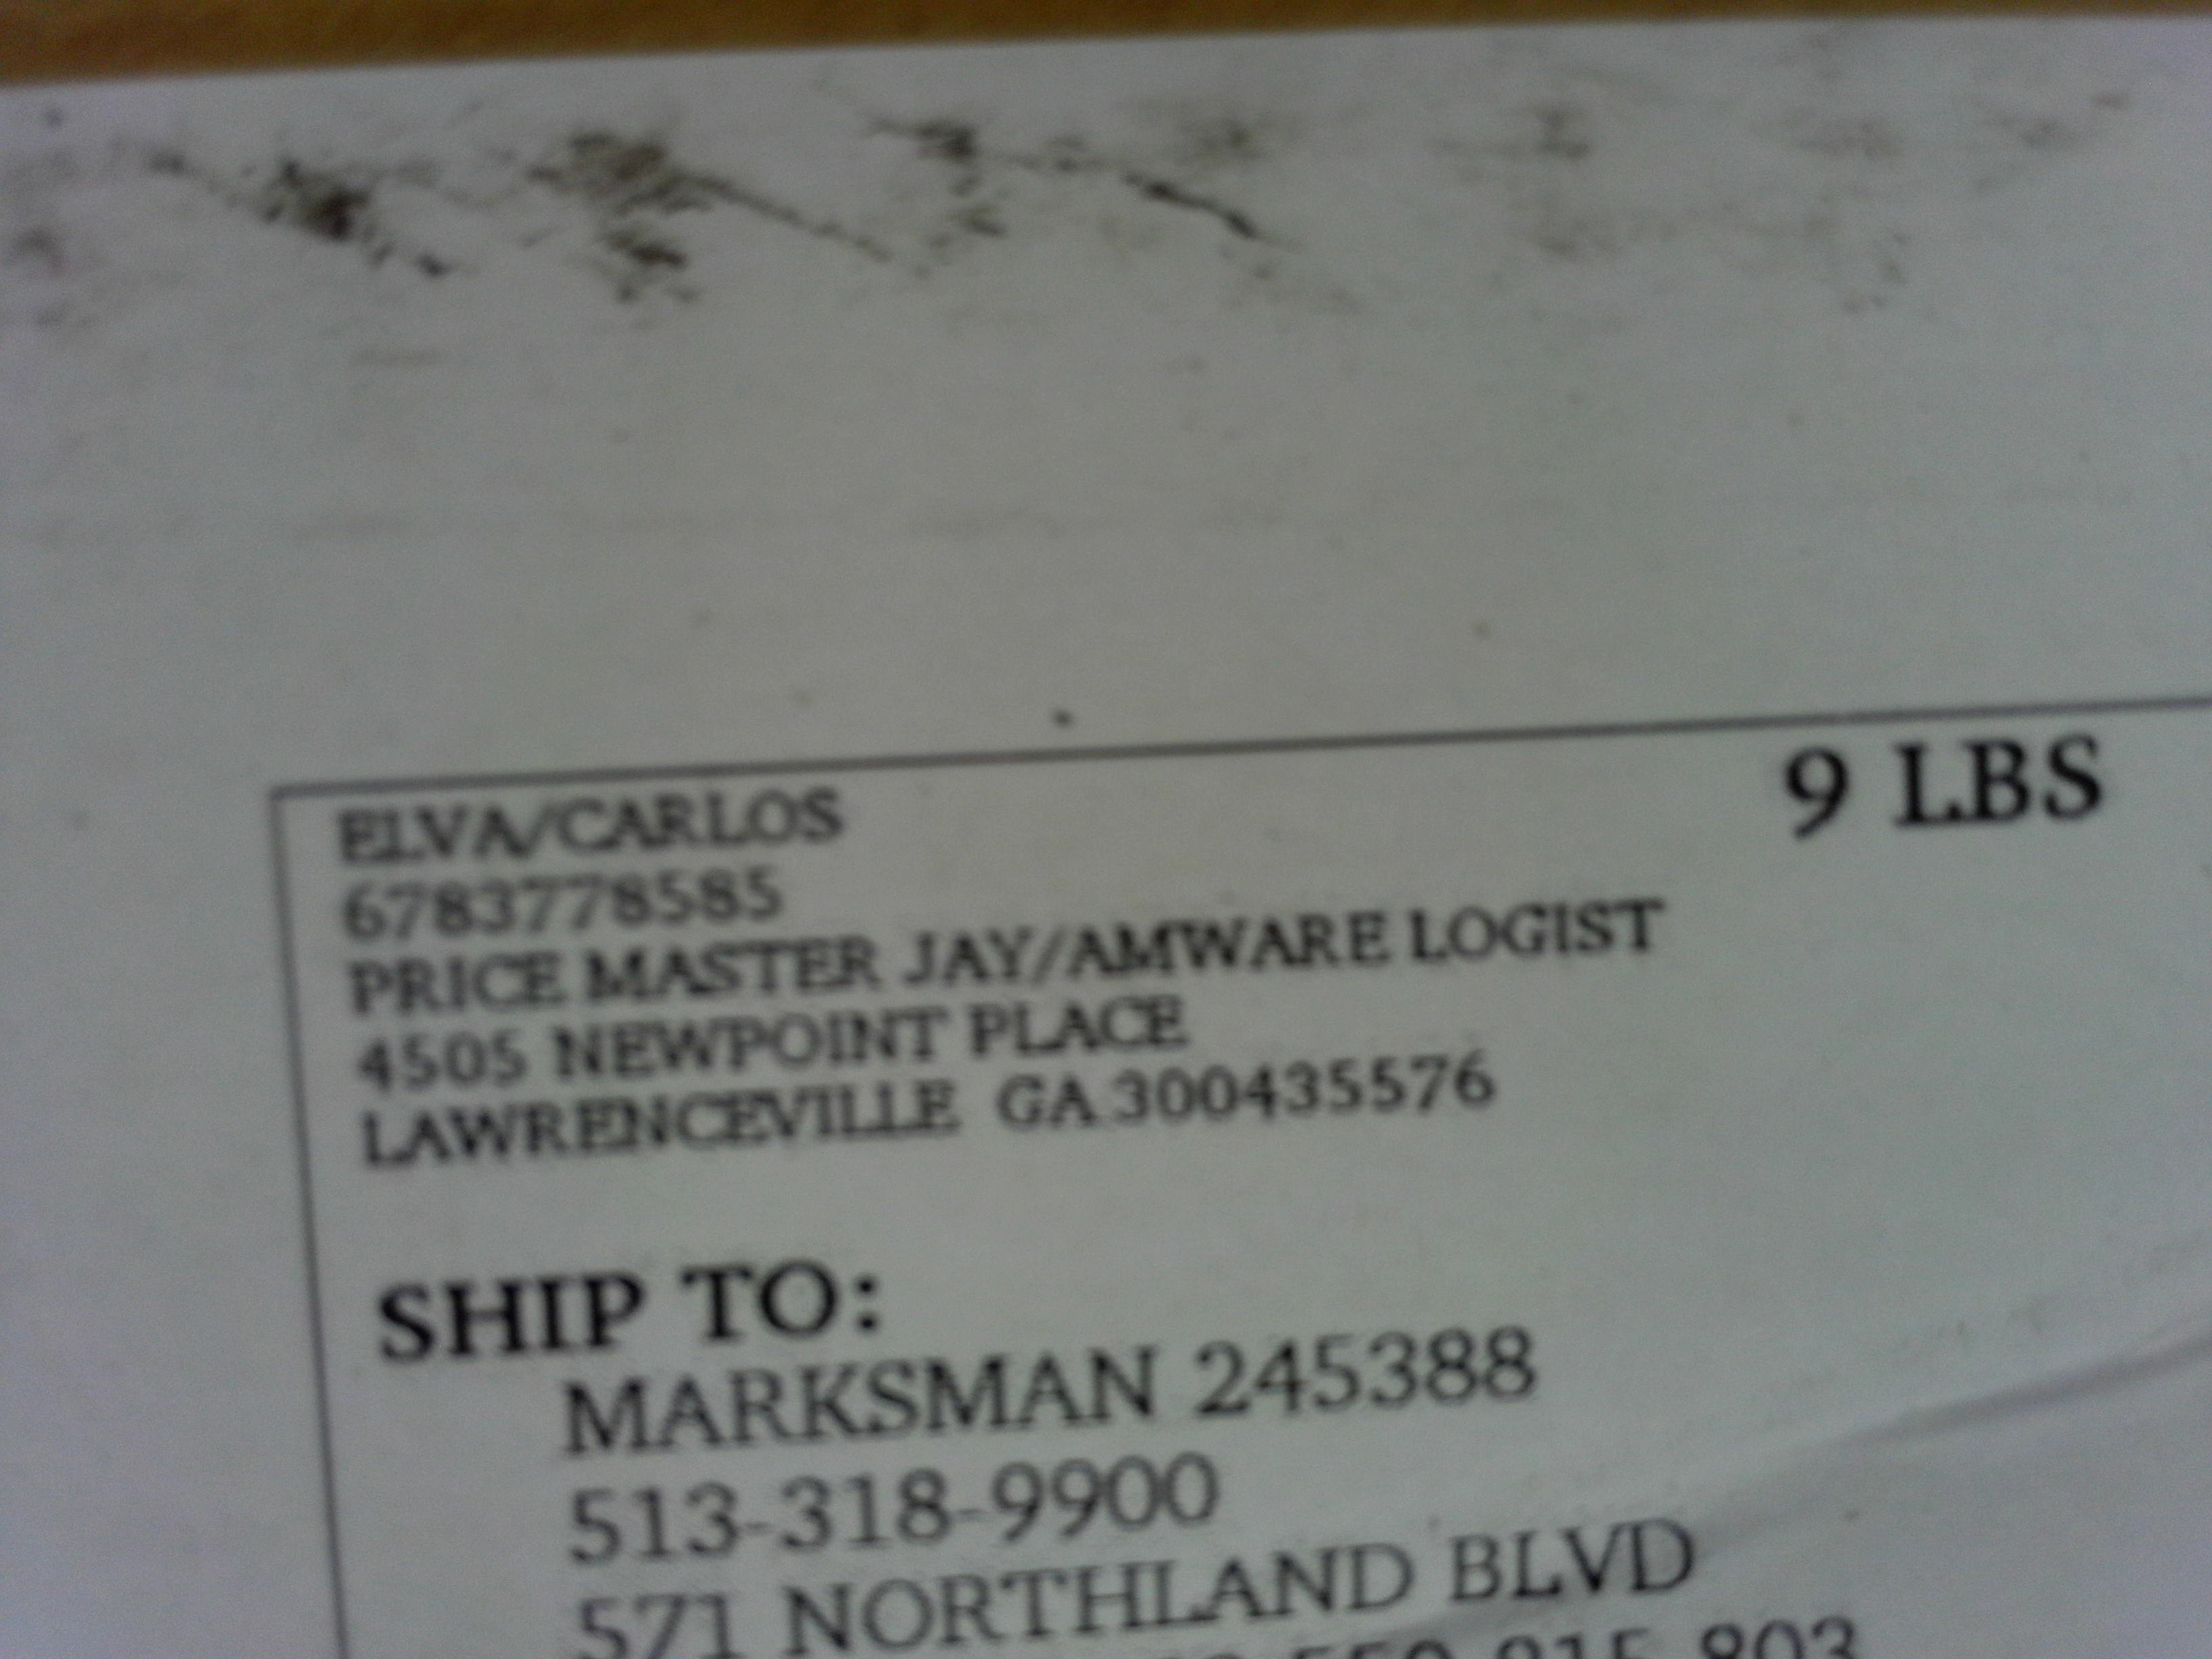 ELVA/CARLOS
9 LBS
6783778585
PRICE MASTER JAY/AMWARE LOGIST
4505 NEWPOINT PLACE
LAWRENCEVILLE GA 300435576
SHIP TO:
MARKSMAN 245388
513-318-9900
571 NORTHLAND BLVD